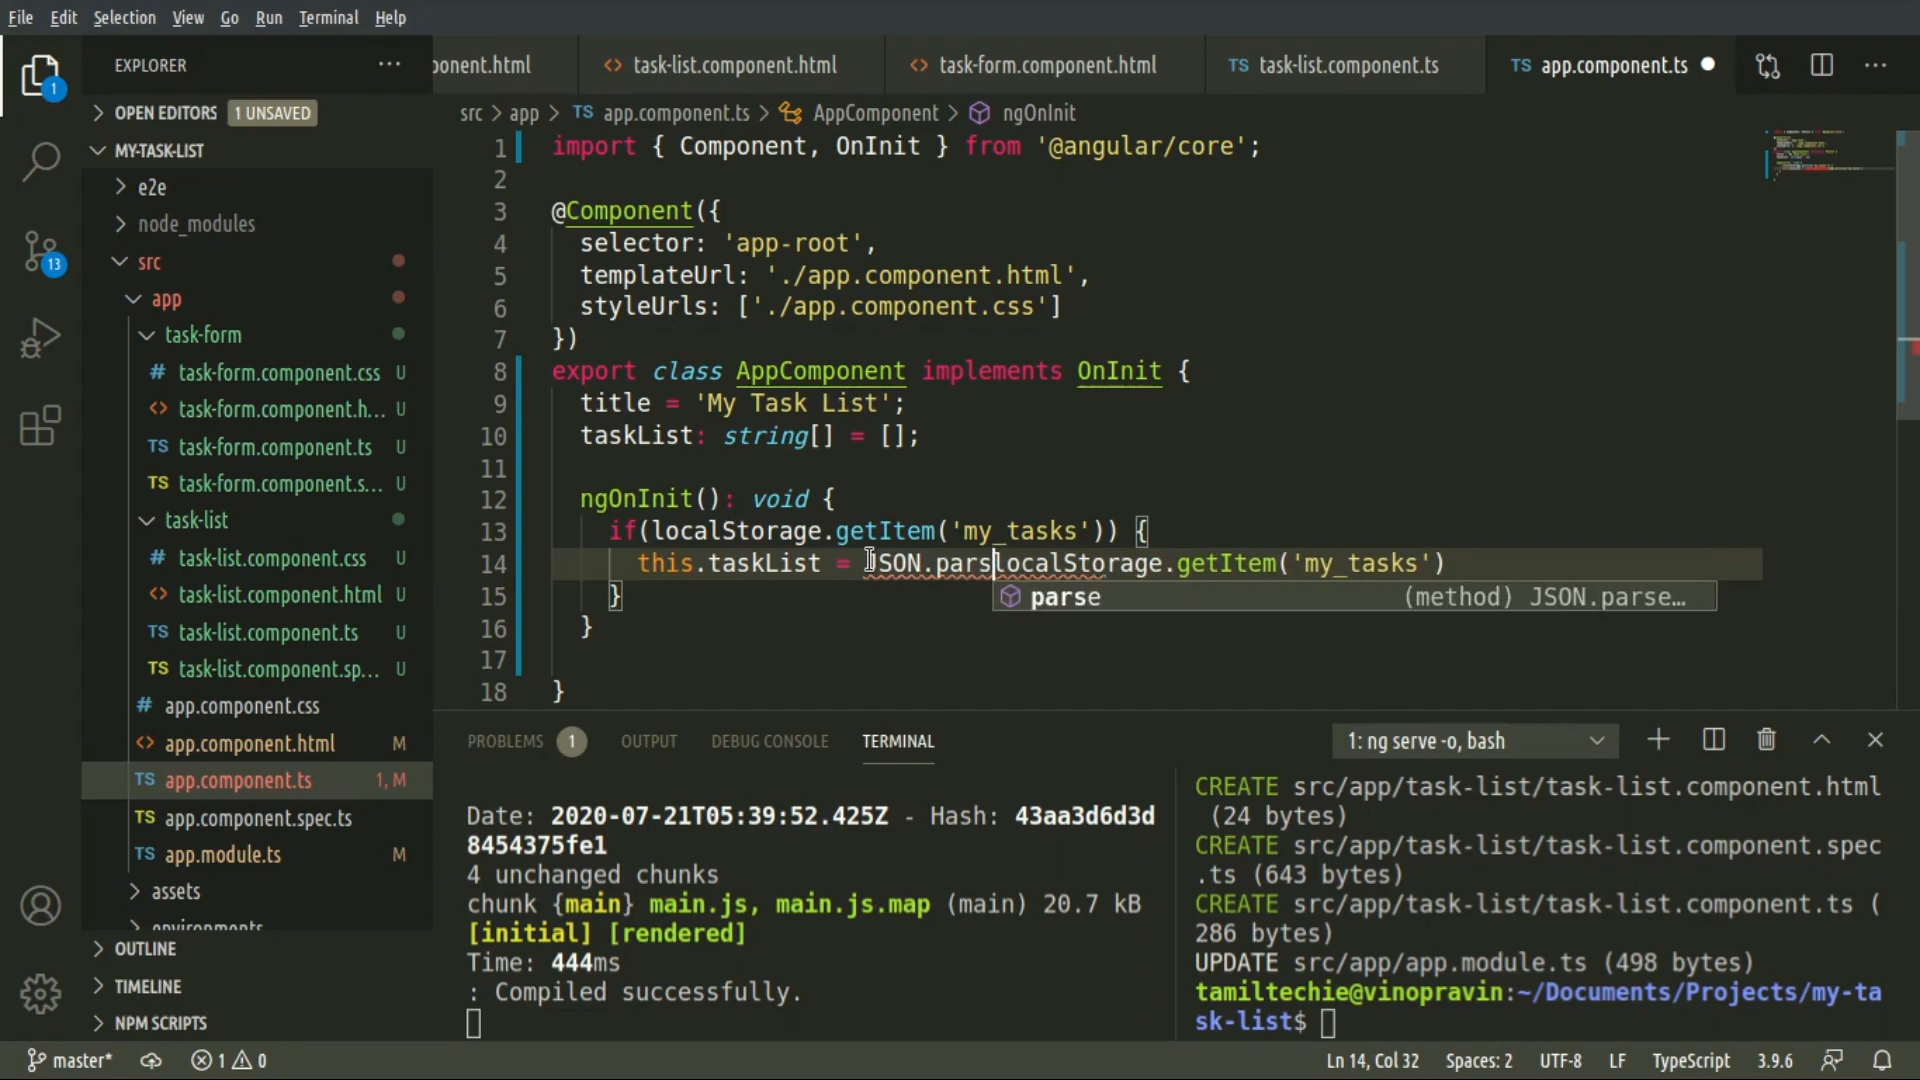 File Edit Selection View Go Run Terminal Help
EXPLORER ···
onent.html
<> task-list.component.html
<> task-form.component.html
TS task-list.component.ts
TS app.component.ts
···
OPEN EDITORS 1 UNSAVED
MY-TASK-LIST
e2e
node_modules
src
app
task-form
# task-form.component.css U
<> task-form.component.h... U
TS task-form.component.ts U
TS task-form.component.s... U
task-list
# task-list.component.css U
<> task-list.component.html U
TS task-list.component.ts U
TS task-list.component.sp... U
# app.component.css
<> app.component.html M
TS app.component.ts 1, M
TS app.component.spec.ts
TS app.module.ts M
assets
environments
OUTLINE
TIMELINE
NPM SCRIPTS
1
13
src > app > TS app.component.ts > AppComponent > ngOnInit
1 import { Component, OnInit } from '@angular/core';
2
3 @Component({
4 selector: 'app-root',
5 templateUrl: './app.component.html',
6 styleUrls: ['./app.component.css']
7 })
8 export class AppComponent implements OnInit {
9 title = 'My Task List';
10 taskList: string[] = [];
11
12 ngOnInit(): void {
13 if(localStorage.getItem('my_tasks')) {
14 this.taskList = JSON.parslocalStorage.getItem('my_tasks')
15 }
16 }
17
18 }
parse (method) JSON.parse…
PROBLEMS 1 OUTPUT DEBUG CONSOLE TERMINAL
1: ng serve -o, bash
Date: 2020-07-21T05:39:52.425Z - Hash: 43aa3d6d3d
8454375fe1
4 unchanged chunks
chunk {main} main.js, main.js.map (main) 20.7 kB
[initial] [rendered]
Time: 444ms
: Compiled successfully.
CREATE src/app/task-list/task-list.component.html
(24 bytes)
CREATE src/app/task-list/task-list.component.spec
.ts (643 bytes)
CREATE src/app/task-list/task-list.component.ts (
286 bytes)
UPDATE src/app/app.module.ts (498 bytes)
tamiltechie@vinopravin:~/Documents/Projects/my-ta
sk-list$
master* 1 0
Ln 14, Col 32 Spaces: 2 UTF-8 LF TypeScript 3.9.6